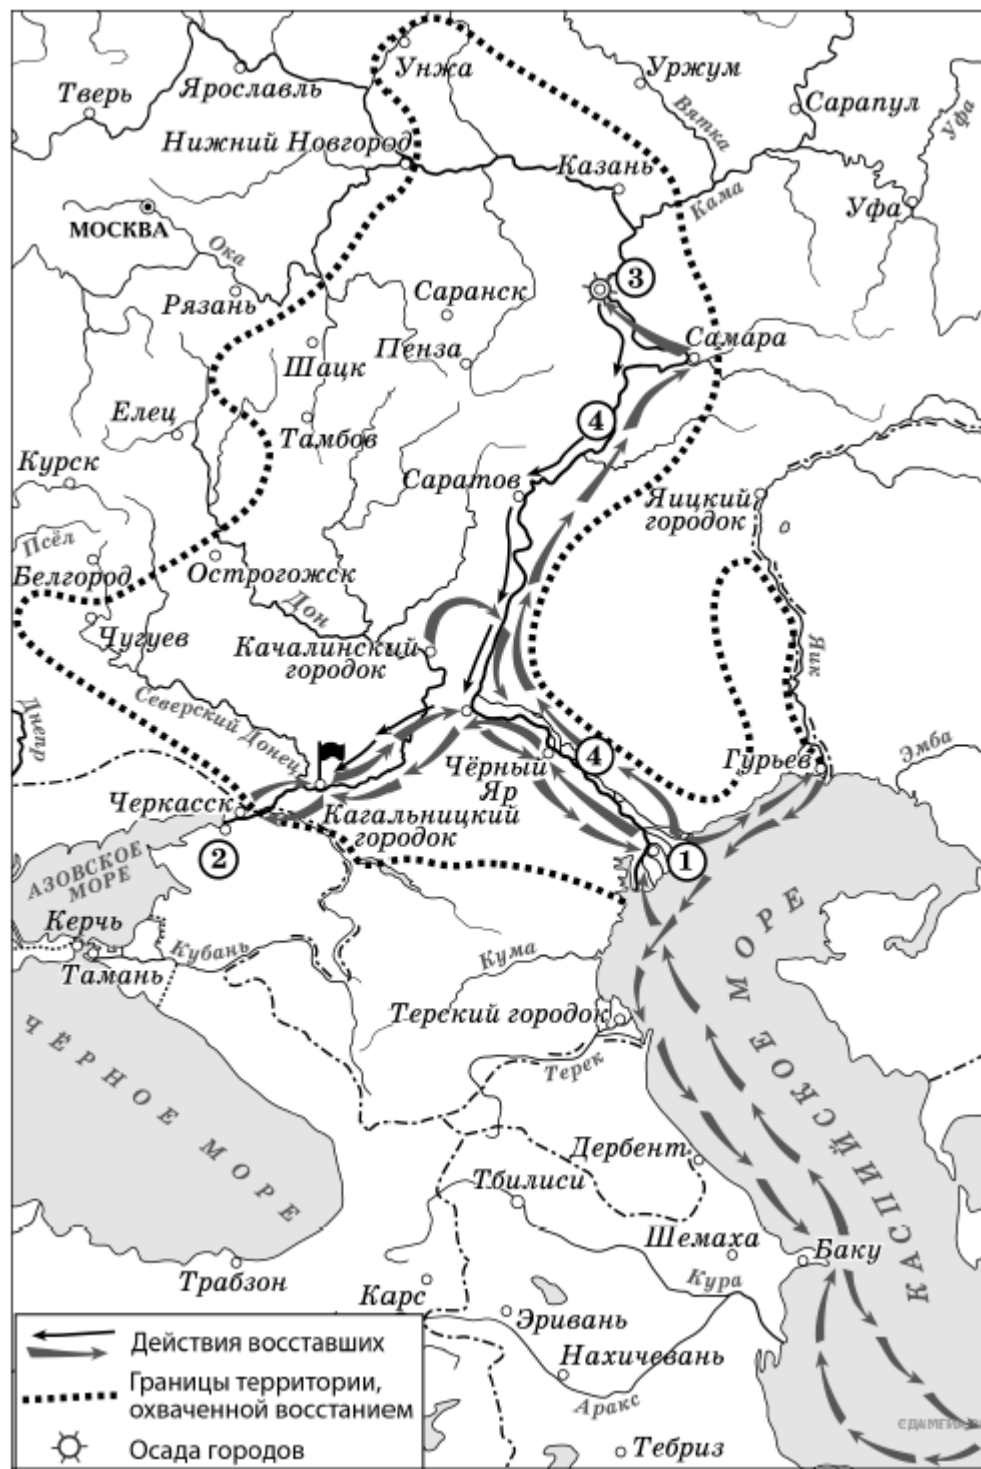 Унжа
Уржум
Тверь
Ярославль
Сарапул
Вятка
Уфа
Нижний Новгород
Казань
Кама
Уфа
МОСКВА
Ока
3
Рязань
Саранск
Самара
Пенза
Шацк
Елец
Тамбов
4
Курск
Саратов
Яицкий
городок
Псёл
Белгород
Острогожск
Дон
Чугуев
Качалинский
городок
Яик
Северский Донец
Днепр
4
Гурьев
Эмба
Чёрный
Яр
Черкасск
Кагальницкий
городок
2
1
АЗОВСКОЕ
МОРЕ
Керчь
Тамань
Кубань
Кума
КАСПИЙСКОЕ МОРЕ
Терский городок
Терек
ЧЁРНОЕ МОРЕ
Дербент
Тбилиси
Шемаха
Баку
Трабзон
Карс
Кура
Эривань
Нахичевань
Аракс
Тебриз
Действия восставших
Границы территории,
охваченной восстанием
Осада городов